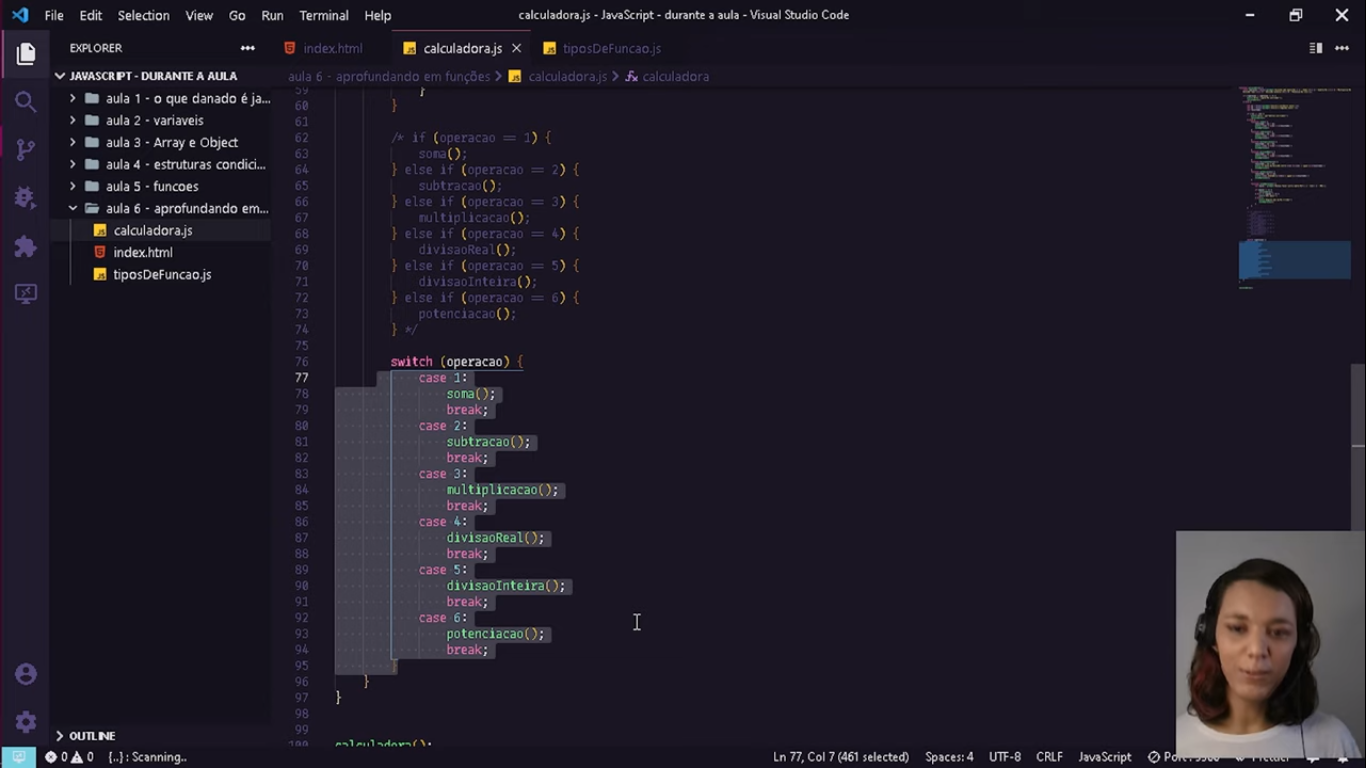 File Edit Selection View Go Run Terminal Help calculadora.js - JavaScript - durante a aula - Visual Studio Code
EXPLORER
index.html calculadora.js tiposDeFuncao.js
JAVASCRIPT - DURANTE A AULA
aula 6 - aprofundando em funções > calculadora.js > calculadora
aula 1 - o que danado é ja...
aula 2 - variaveis
aula 3 - Array e Object
aula 4 - estruturas condici...
aula 5 - funcoes
aula 6 - aprofundando em...
calculadora.js
index.html
tiposDeFuncao.js
OUTLINE
59 }
60 }
61
62 /* if (operacao == 1) {
63 soma();
64 } else if (operacao == 2) {
65 subtracao();
66 } else if (operacao == 3) {
67 multiplicacao();
68 } else if (operacao == 4) {
69 divisaoReal();
70 } else if (operacao == 5) {
71 divisaoInteira();
72 } else if (operacao == 6) {
73 potenciacao();
74 } */
75
76 switch (operacao) {
77 case 1:
78 soma();
79 break;
80 case 2:
81 subtracao();
82 break;
83 case 3:
84 multiplicacao();
85 break;
86 case 4:
87 divisaoReal();
88 break;
89 case 5:
90 divisaoInteira();
91 break;
92 case 6:
93 potenciacao();
94 break;
95 }
96 }
97 }
98
99
100 calculadora();
0 0 {..}: Scanning.. Ln 77, Col 7 (461 selected) Spaces: 4 UTF-8 CRLF JavaScript Port :